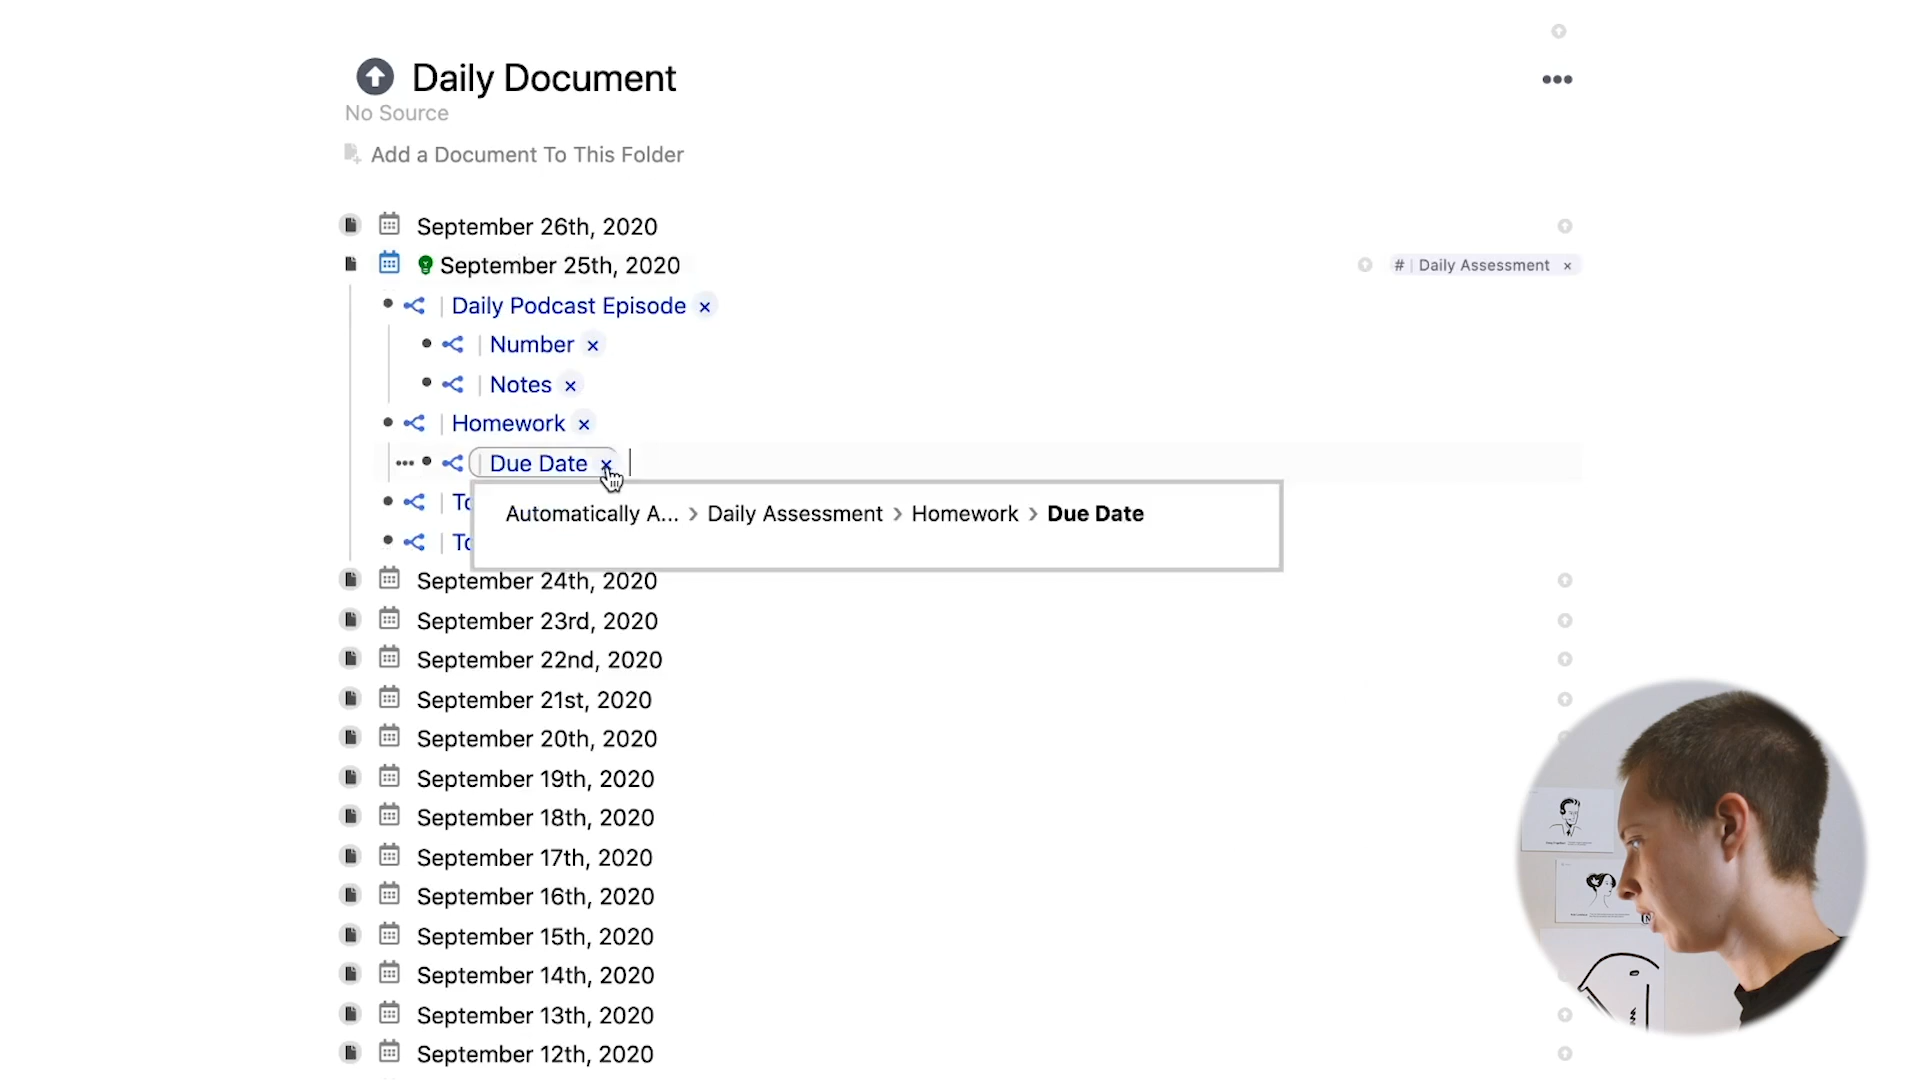 Daily Document
No Source
Add a Document To This Folder
September 26th, 2020
September 25th, 2020
# | Daily Assessment ×
Daily Podcast Episode ×
Number ×
Notes ×
Homework ×
Due Date ×
Automatically A... > Daily Assessment > Homework > Due Date
September 24th, 2020
September 23rd, 2020
September 22nd, 2020
September 21st, 2020
September 20th, 2020
September 19th, 2020
September 18th, 2020
September 17th, 2020
September 16th, 2020
September 15th, 2020
September 14th, 2020
September 13th, 2020
September 12th, 2020